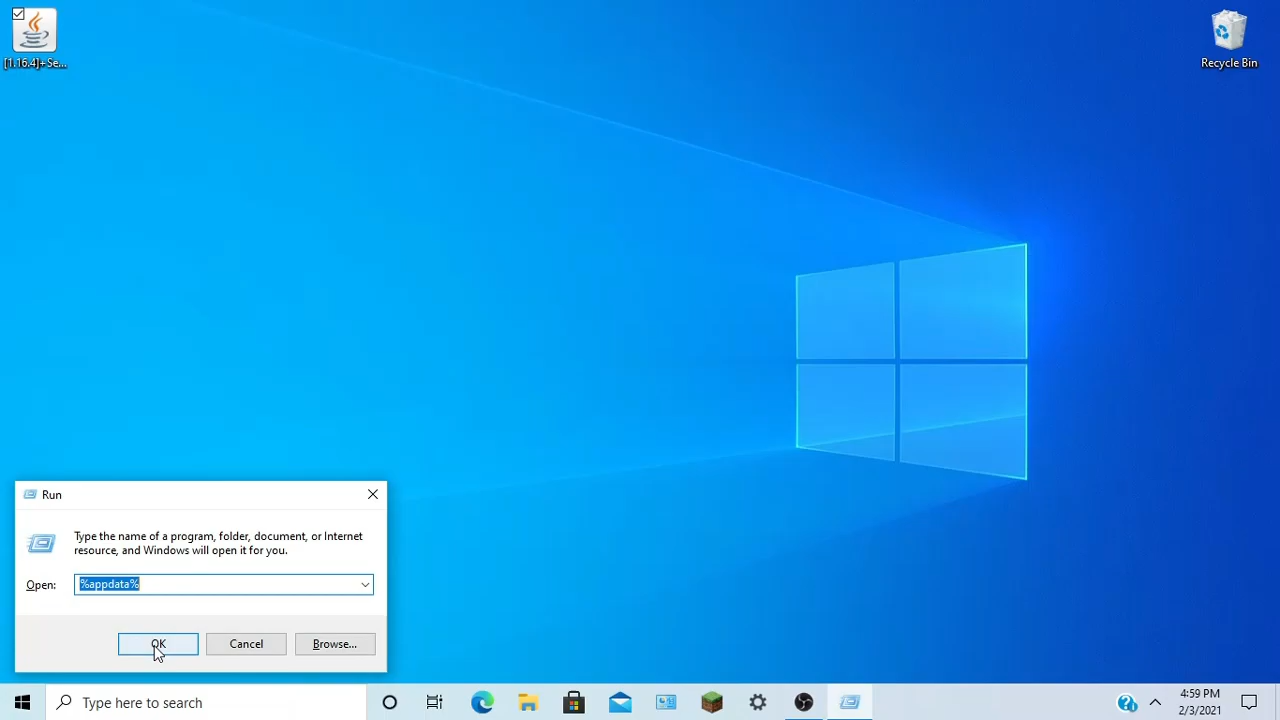 [1.16.4]+Se...
Recycle Bin
Run
Type the name of a program, folder, document, or Internet
resource, and Windows will open it for you.
Open:
%appdata%
OK
Cancel
Browse...
Type here to search
4:59 PM
2/3/2021